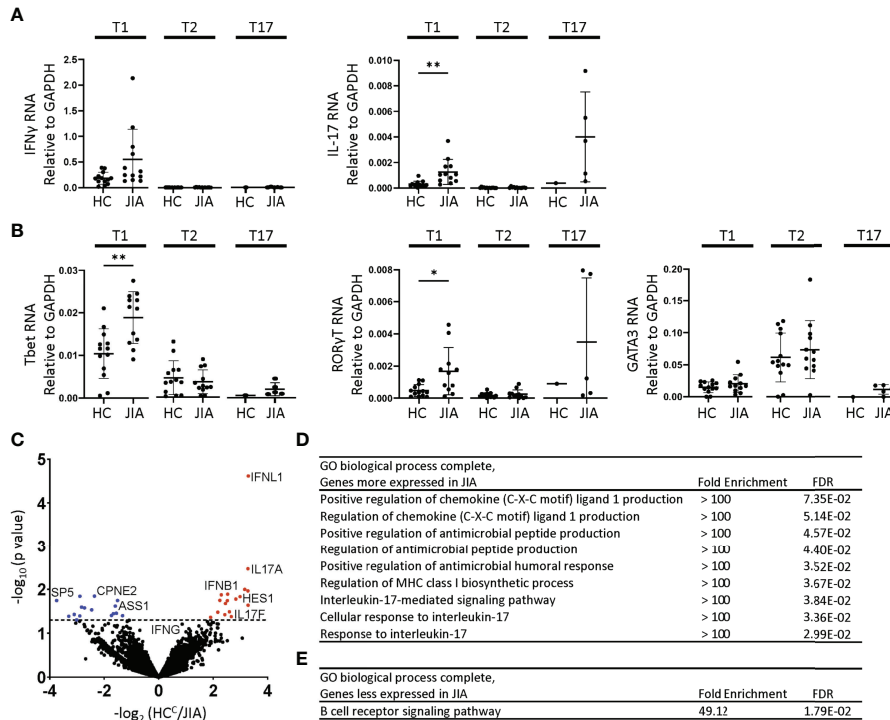 A
T1 T2 T17
IFNγ RNA
Relative to GAPDH
2.5
2.0
1.5
1.0
0.5
0.0
HC JIA HC JIA HC JIA
T1 T2 T17
IL-17 RNA
Relative to GAPDH
0.010
0.008
0.006
0.004
0.002
0.000
**
HC JIA HC JIA HC JIA
B
T1 T2 T17
Tbet RNA
Relative to GAPDH
0.03
0.02
0.01
0.00
**
HC JIA HC JIA HC JIA
T1 T2 T17
RORγT RNA
Relative to GAPDH
0.008
0.006
0.004
0.002
0.000
*
HC JIA HC JIA HC JIA
T1 T2 T17
GATA3 RNA
Relative to GAPDH
0.20
0.15
0.10
0.05
0.00
HC JIA HC JIA HC JIA
C
-log10 (p value)
5
4
3
2
1
0
IFNL1
IL17A
IFNB1
HES1
IL17F
IFNG
SP5
CPNE2
ASS1
-4 -2 0 2 4
-log2 (HCC/JIA)
D
GO biological process complete,
Genes more expressed in JIA Fold Enrichment FDR
Positive regulation of chemokine (C-X-C motif) ligand 1 production > 100 7.35E-02
Regulation of chemokine (C-X-C motif) ligand 1 production > 100 5.14E-02
Positive regulation of antimicrobial peptide production > 100 4.57E-02
Regulation of antimicrobial peptide production > 100 4.40E-02
Positive regulation of antimicrobial humoral response > 100 3.52E-02
Regulation of MHC class I biosynthetic process > 100 3.67E-02
Interleukin-17-mediated signaling pathway > 100 3.84E-02
Cellular response to interleukin-17 > 100 3.36E-02
Response to interleukin-17 > 100 2.99E-02
E
GO biological process complete,
Genes less expressed in JIA Fold Enrichment FDR
B cell receptor signaling pathway 49.12 1.79E-02